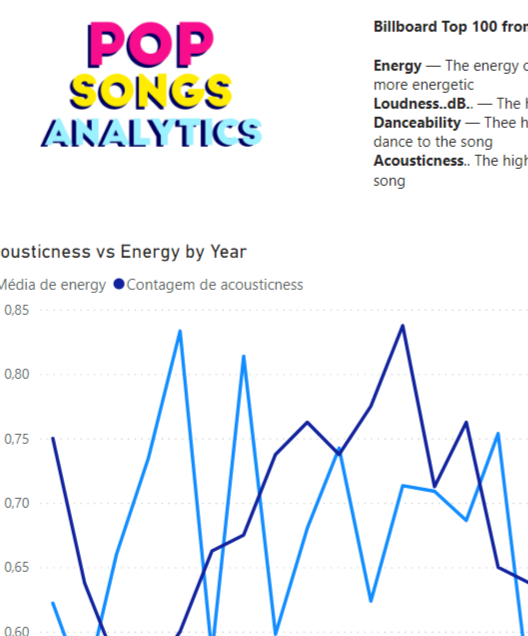 POP
SONGS
ANALYTICS
Billboard Top 100 from
Energy — The energy
more energetic
Loudness..dB.. — The
Danceability — Thee
dance to the song
Acousticness.. The high
song
ousticness vs Energy by Year
Média de energy Contagem de acousticness
0,85
0,80
0,75
0,70
0,65
0,60